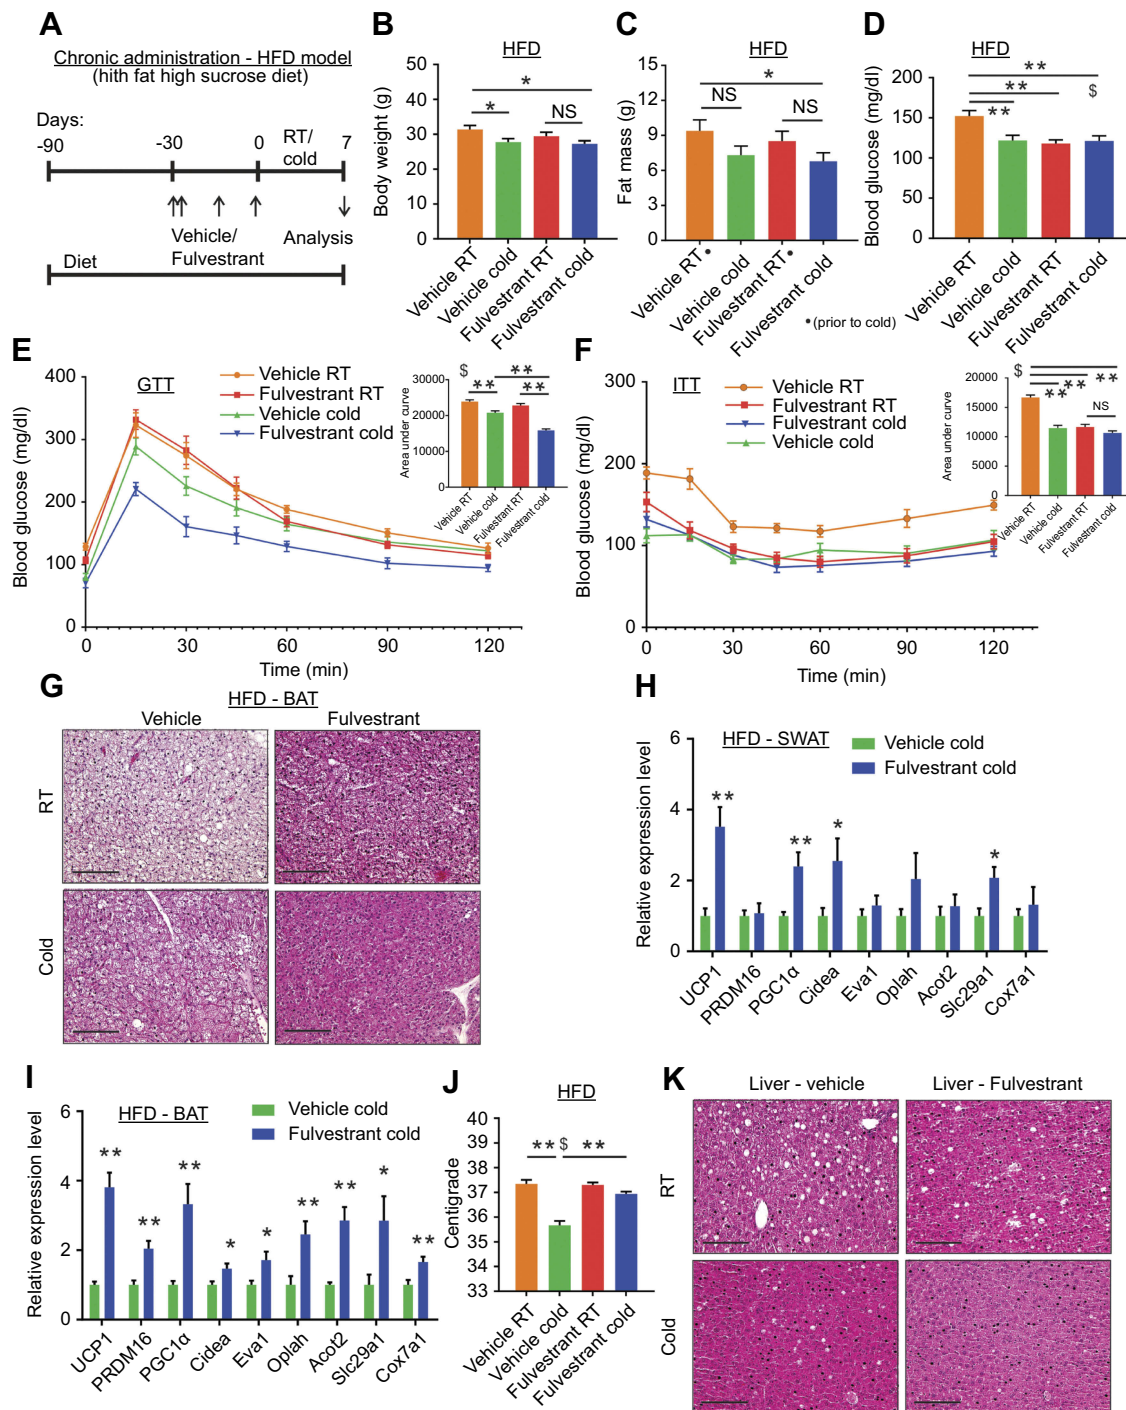 A
Chronic administration - HFD model
(hith fat high sucrose diet)
Days:
-90
-30
0
RT/
cold
7
Vehicle/
Fulvestrant
Analysis
Diet
B
HFD
Body weight (g)
50
40
30
20
10
0
*
*
NS
Vehicle RT
Vehicle cold
Fulvestrant RT
Fulvestrant cold
C
HFD
Fat mass (g)
15
12
9
6
3
0
*
NS
NS
Vehicle RT•
Vehicle cold
Fulvestrant RT•
Fulvestrant cold
•(prior to cold)
D
HFD
Blood glucose (mg/dl)
200
150
100
50
0
**
**
**
$
Vehicle RT
Vehicle cold
Fulvestrant RT
Fulvestrant cold
E
GTT
Blood glucose (mg/dl)
400
300
200
100
0
0
30
60
90
120
Time (min)
Vehicle RT
Fulvestrant RT
Vehicle cold
Fulvestrant cold
Area under curve
30000
20000
10000
0
$
**
**
**
Vehicle RT
Vehicle cold
Fulvestrant RT
Fulvestrant cold
F
ITT
Blood glucose (mg/dl)
300
200
100
0
0
30
60
90
120
Time (min)
Vehicle RT
Fulvestrant RT
Fulvestrant cold
Vehicle cold
Area under curve
20000
15000
10000
5000
0
$
**
**
**
NS
Vehicle RT
Vehicle cold
Fulvestrant RT
Fulvestrant cold
G
HFD - BAT
Vehicle
Fulvestrant
RT
Cold
H
HFD - SWAT
Vehicle cold
Fulvestrant cold
Relative expression level
6
4
2
0
**
**
*
*
UCP1
PRDM16
PGC1α
Cidea
Eva1
Oplah
Acot2
Slc29a1
Cox7a1
I
HFD - BAT
Vehicle cold
Fulvestrant cold
Relative expression level
6
4
2
0
**
**
**
*
*
**
**
*
**
UCP1
PRDM16
PGC1α
Cidea
Eva1
Oplah
Acot2
Slc29a1
Cox7a1
J
HFD
Centigrade
40
39
38
37
36
35
34
33
**
$
**
Vehicle RT
Vehicle cold
Fulvestrant RT
Fulvestrant cold
K
Liver - vehicle
Liver - Fulvestrant
RT
Cold